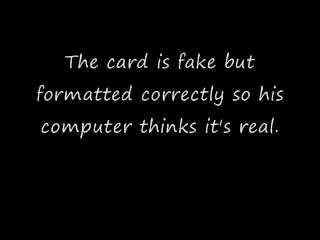 The card is fake but
formatted correctly so his
computer thinks it's real.